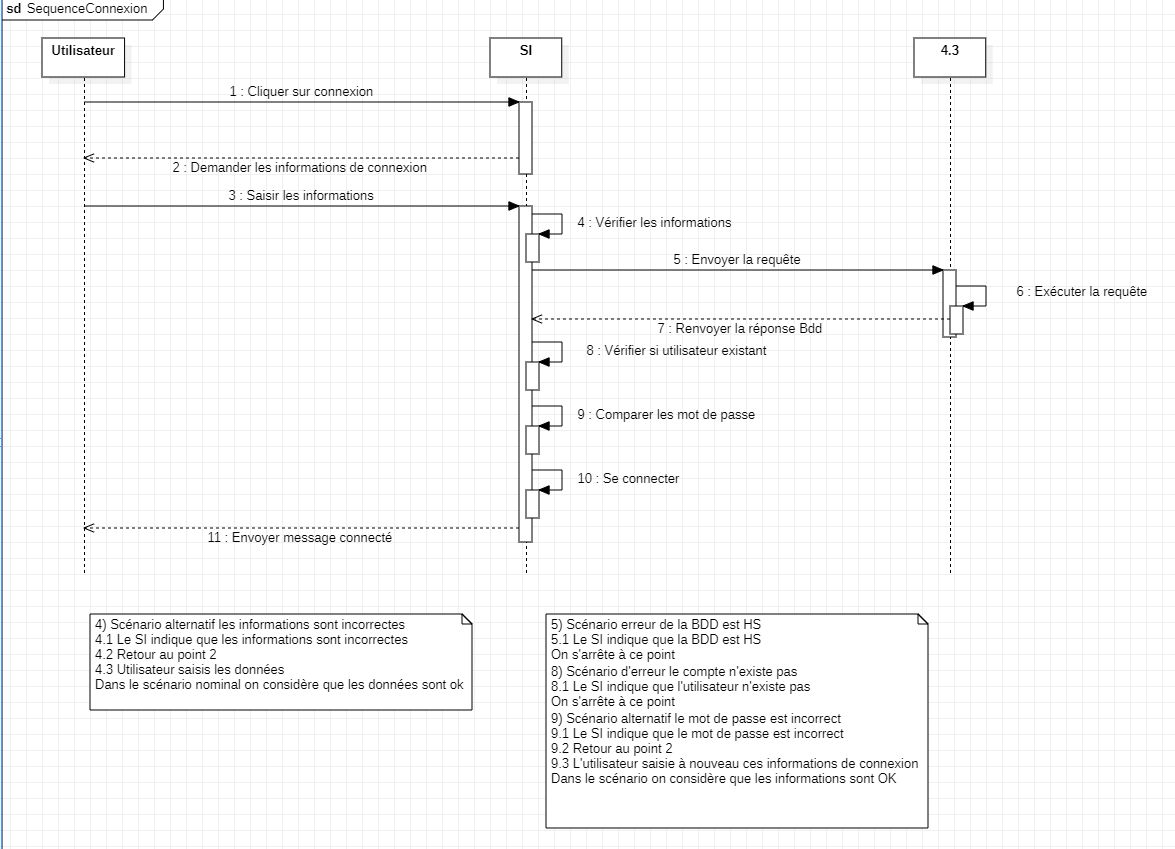 sd SequenceConnexion
Utilisateur
SI
4.3
1 : Cliquer sur connexion
2 : Demander les informations de connexion
3 : Saisir les informations
4 : Vérifier les informations
5 : Envoyer la requête
6 : Exécuter la requête
7 : Renvoyer la réponse Bdd
8 : Vérifier si utilisateur existant
9 : Comparer les mot de passe
10 : Se connecter
11 : Envoyer message connecté
4) Scénario alternatif les informations sont incorrectes
4.1 Le SI indique que les informations sont incorrectes
4.2 Retour au point 2
4.3 Utilisateur saisis les données
Dans le scénario nominal on considère que les données sont ok
5) Scénario erreur de la BDD est HS
5.1 Le SI indique que la BDD est HS
On s'arrête à ce point
8) Scénario d'erreur le compte n'existe pas
8.1 Le SI indique que l'utilisateur n'existe pas
On s'arrête à ce point
9) Scénario alternatif le mot de passe est incorrect
9.1 Le SI indique que le mot de passe est incorrect
9.2 Retour au point 2
9.3 L'utilisateur saisie à nouveau ces informations de connexion
Dans le scénario on considère que les informations sont OK